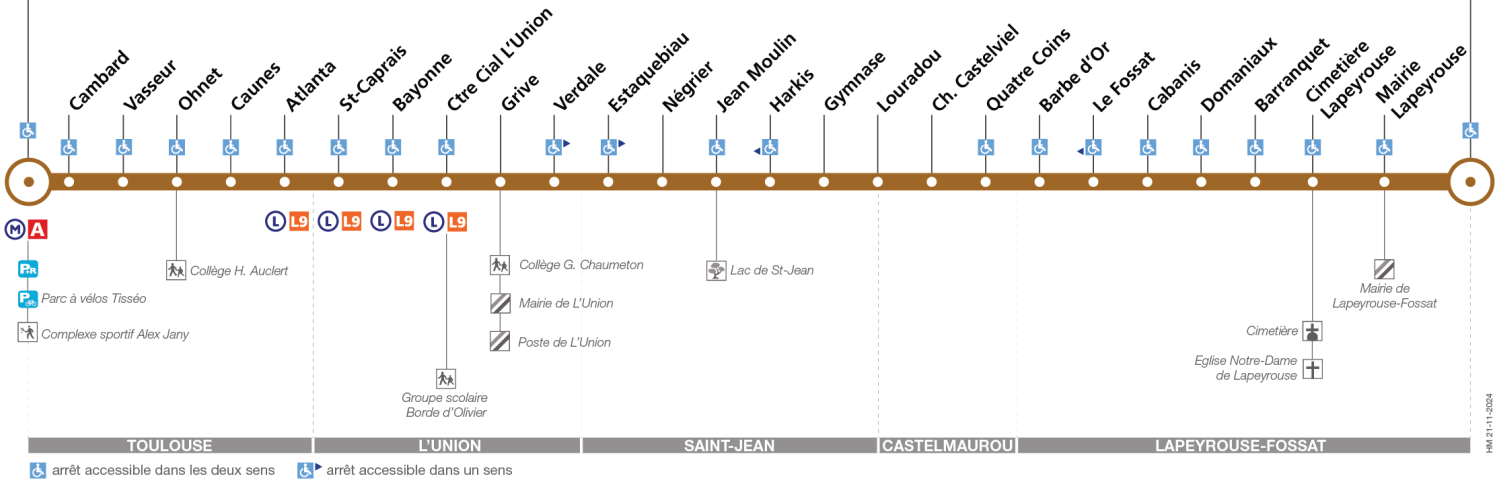 Cambard
Vasseur
Ohnet
Caunes
Atlanta
St-Caprais
Bayonne
Ctre Cial L'Union
Grive
Verdale
Estaquebiau
Négrier
Jean Moulin
Harkis
Gymnase
Louradou
Ch. Castelviel
Quatre Coins
Barbe d'Or
Le Fossat
Cabanis
Domaniaux
Barranquet
Cimetière
Lapeyrouse
Mairie
Lapeyrouse
M A
L L9
L L9
L L9
L L9
P+R
Parc à vélos Tisséo
Complexe sportif Alex Jany
Collège H. Auclert
Groupe scolaire
Borde d'Olivier
Collège G. Chaumeton
Mairie de L'Union
Poste de L'Union
Lac de St-Jean
Cimetière
Eglise Notre-Dame
de Lapeyrouse
Mairie de
Lapeyrouse-Fossat
TOULOUSE
L'UNION
SAINT-JEAN
CASTELMAUROU
LAPEYROUSE-FOSSAT
arrêt accessible dans les deux sens
arrêt accessible dans un sens
HM 21-11-2024